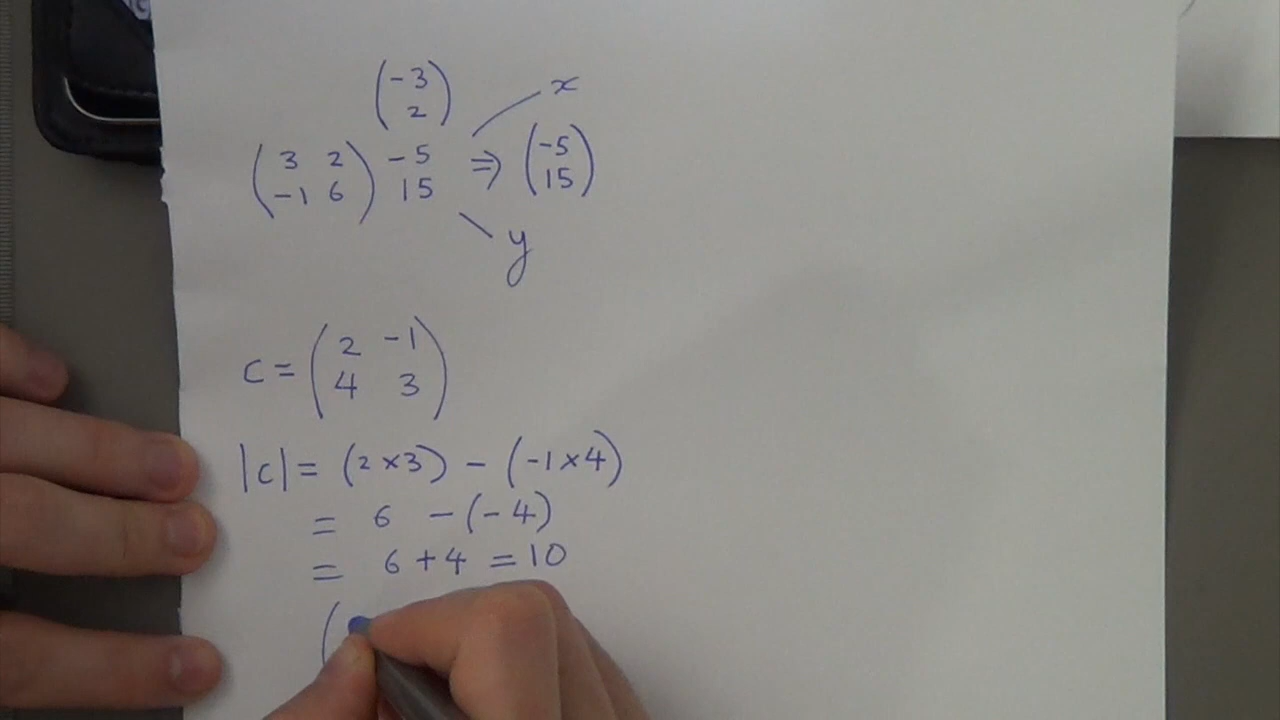 (-3
2) x
(3 2
-1 6) -5
15 ⇒ (-5
15)
y
C = (2 -1
4 3)
|C| = (2×3) - (-1×4)
= 6 - (-4)
= 6 + 4 = 10
(